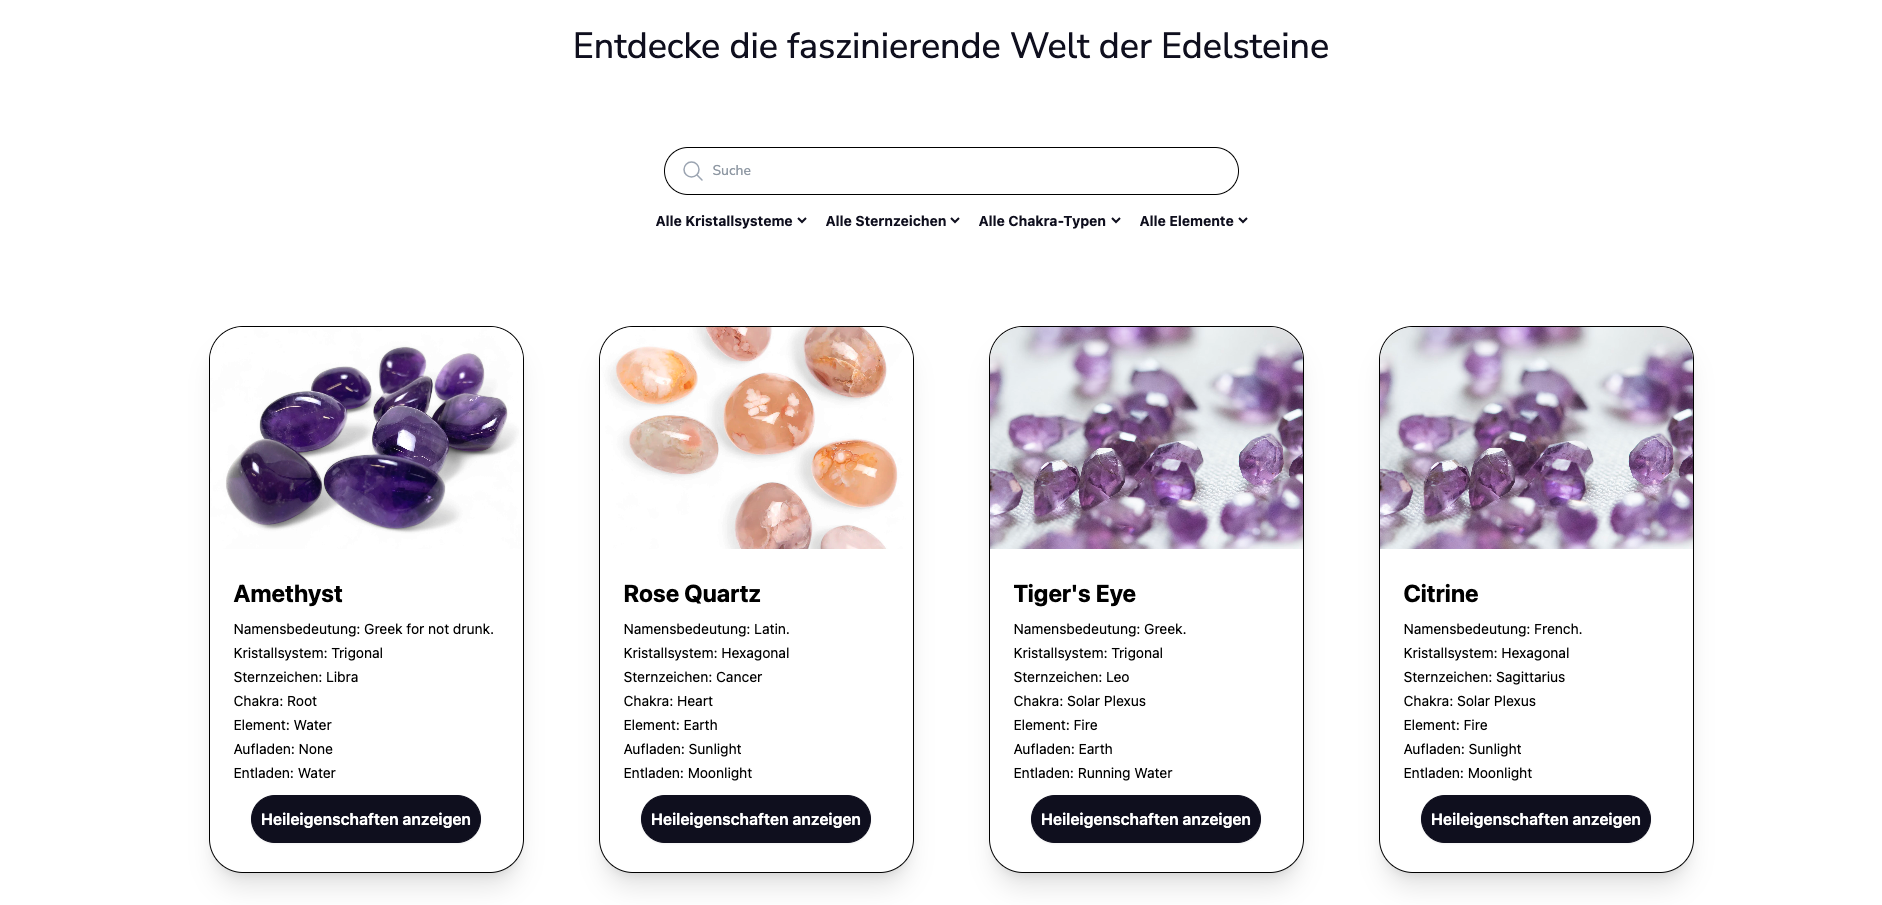 Entdecke die faszinierende Welt der Edelsteine
Suche
Alle Kristallsysteme Alle Sternzeichen Alle Chakra-Typen Alle Elemente
Amethyst
Namensbedeutung: Greek for not drunk.
Kristallsystem: Trigonal
Sternzeichen: Libra
Chakra: Root
Element: Water
Aufladen: None
Entladen: Water
Heileigenschaften anzeigen
Rose Quartz
Namensbedeutung: Latin.
Kristallsystem: Hexagonal
Sternzeichen: Cancer
Chakra: Heart
Element: Earth
Aufladen: Sunlight
Entladen: Moonlight
Heileigenschaften anzeigen
Tiger's Eye
Namensbedeutung: Greek.
Kristallsystem: Trigonal
Sternzeichen: Leo
Chakra: Solar Plexus
Element: Fire
Aufladen: Earth
Entladen: Running Water
Heileigenschaften anzeigen
Citrine
Namensbedeutung: French.
Kristallsystem: Hexagonal
Sternzeichen: Sagittarius
Chakra: Solar Plexus
Element: Fire
Aufladen: Sunlight
Entladen: Moonlight
Heileigenschaften anzeigen